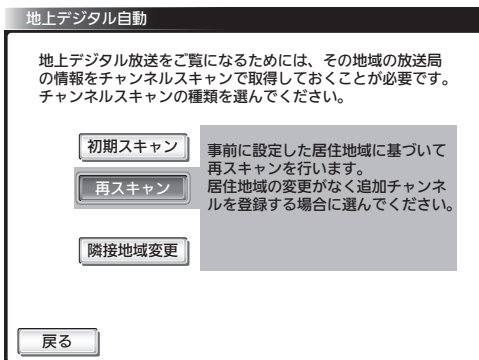 地上デジタル自動
地上デジタル放送をご覧になるためには、その地域の放送局
の情報をチャンネルスキャンで取得しておくことが必要です。
チャンネルスキャンの種類を選んでください。
初期スキャン
事前に設定した居住地域に基づいて
再スキャンを行います。
再スキャン
居住地域の変更がなく追加チャンネ
ルを登録する場合に選んでください。
隣接地域変更
戻る